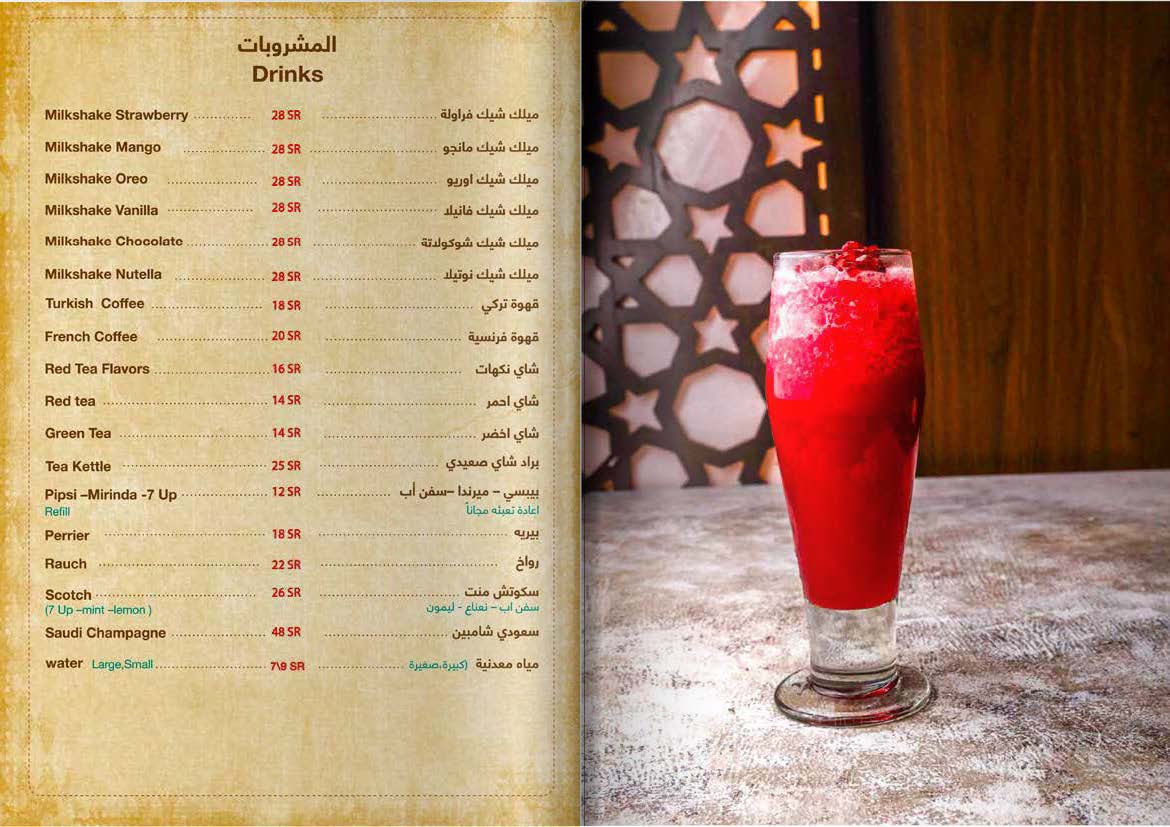 المشروبات
Drinks
Milkshake Strawberry 28 SR ميلك شيك فراولة
Milkshake Mango 28 SR ميلك شيك مانجو
Milkshake Oreo 28 SR ميلك شيك اوريو
Milkshake Vanilla 28 SR ميلك شيك فانيلا
Milkshake Chocolate 28 SR ميلك شيك شوكولاتة
Milkshake Nutella 28 SR ميلك شيك نوتيلا
Turkish Coffee 18 SR قهوة تركي
French Coffee 20 SR قهوة فرنسية
Red Tea Flavors 16 SR شاي نكهات
Red tea 14 SR شاي احمر
Green Tea 14 SR شاي اخضر
Tea Kettle 25 SR براد شاي صعيدي
Pipsi –Mirinda -7 Up 12 SR بيبسي – ميرندا –سفن أب
Refill اعادة تعبئه مجاناً
Perrier 18 SR بيريه
Rauch 22 SR رواخ
Scotch 26 SR سكوتش منت
(7 Up –mint –lemon ) سفن اب – نعناع - ليمون
Saudi Champagne 48 SR سعودي شامبين
water Large,Small 7\9 SR مياه معدنية (كبيرة،صغيرة